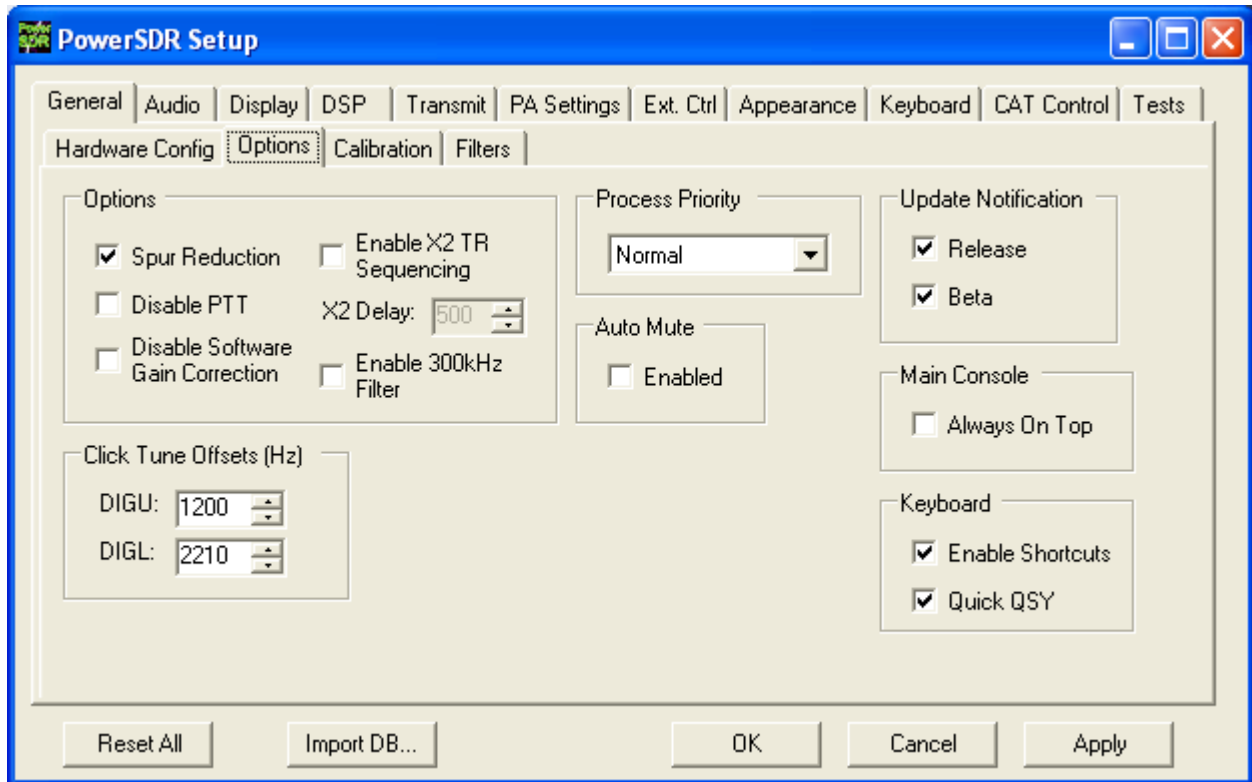 PowerSDR Setup
General Audio Display DSP Transmit PA Settings Ext. Ctrl Appearance Keyboard CAT Control Tests
Hardware Config Options Calibration Filters
Options
Spur Reduction
Disable PTT
Disable Software
Gain Correction
Enable X2 TR
Sequencing
X2 Delay: 500
Enable 300kHz
Filter
Click Tune Offsets (Hz)
DIGU: 1200
DIGL: 2210
Process Priority
Normal
Auto Mute
Enabled
Update Notification
Release
Beta
Main Console
Always On Top
Keyboard
Enable Shortcuts
Quick QSY
Reset All Import DB... OK Cancel Apply